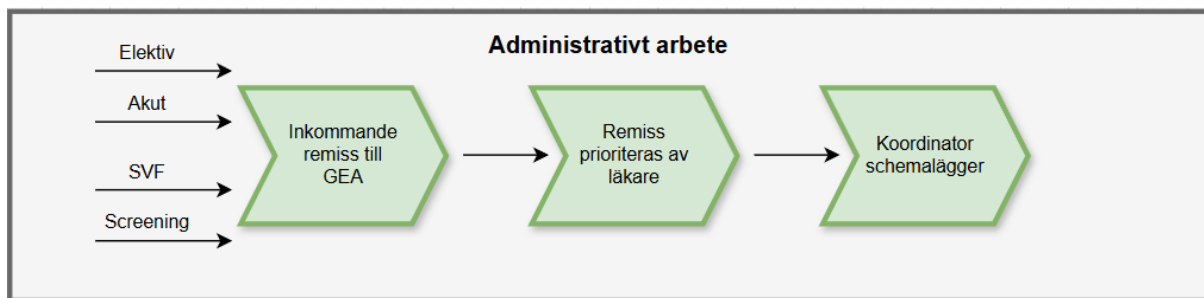 Administrativt arbete
Elektiv
Akut
SVF
Screening
Inkommande
remiss till
GEA
Remiss
prioriteras av
läkare
Koordinator
schemalägger